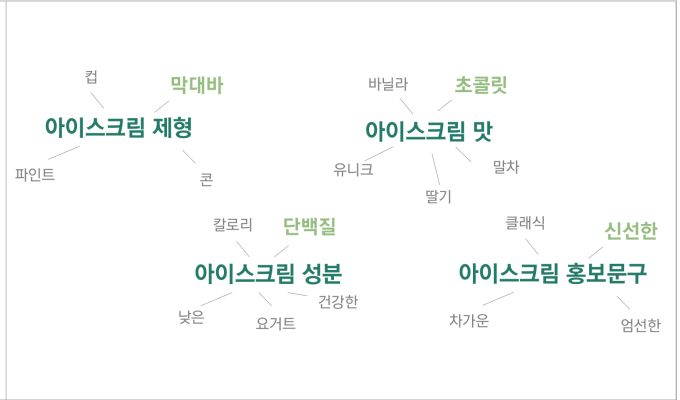 컵
막대바
아이스크림 제형
파인트
콘
바닐라
초콜릿
아이스크림 맛
유니크
말차
딸기
칼로리
단백질
아이스크림 성분
낮은
요거트
건강한
클래식
신선한
아이스크림 홍보문구
차가운
엄선한